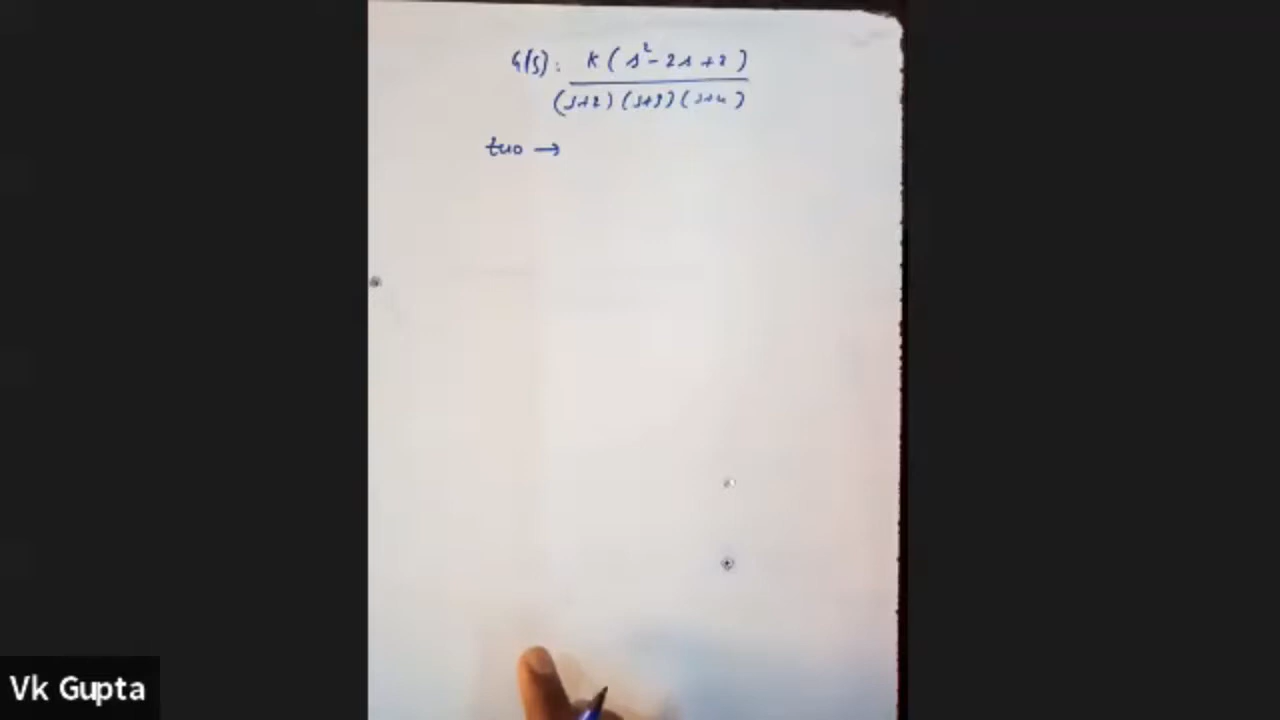 G(s): K(s²-2s+2)
(s+2)(s+3)(s+4)
two →
Vk Gupta